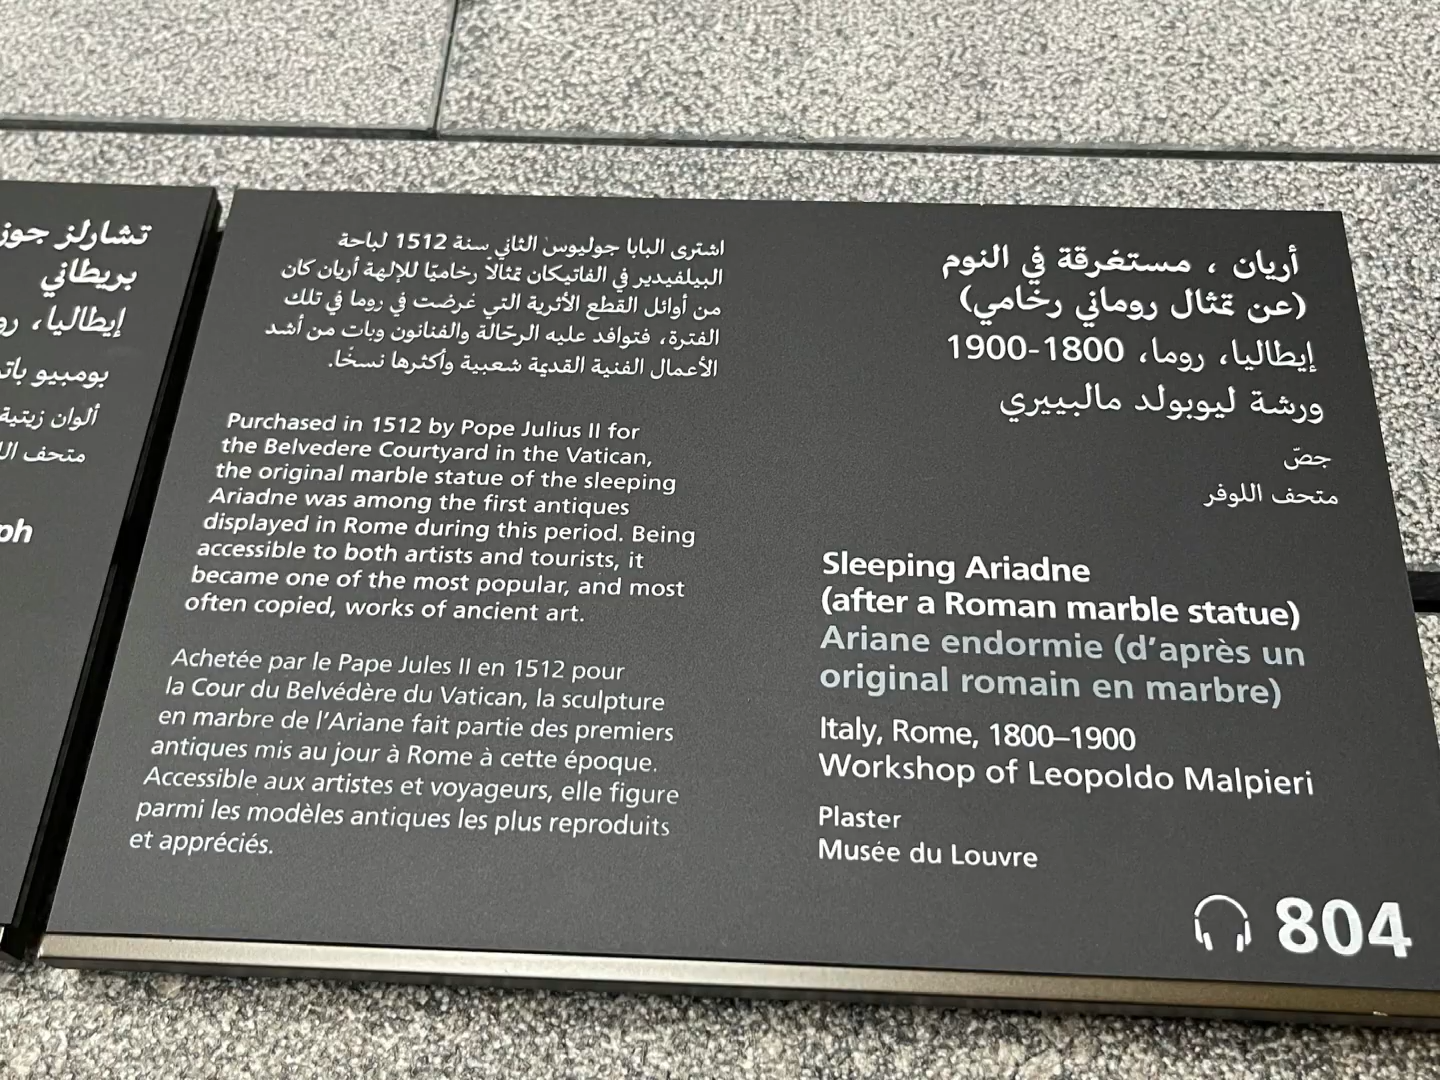 تشارلز جوز
بريطاني
إيطاليا، رو
بومبيو بات
ألوان زيتية
متحف الل
ph
اشترى البابا جوليوس الثاني سنة 1512 لباحة
البيلفيدير في الفاتيكان تمثالاً رخاميًا للإلهة أريان كان
من أوائل القطع الأثرية التي عُرضت في روما في تلك
الفترة، فتوافد عليه الرحّالة والفنانون وبات من أشد
الأعمال الفنية القديمة شعبية وأكثرها نسخًا.
Purchased in 1512 by Pope Julius II for
the Belvedere Courtyard in the Vatican,
the original marble statue of the sleeping
Ariadne was among the first antiques
displayed in Rome during this period. Being
accessible to both artists and tourists, it
became one of the most popular, and most
often copied, works of ancient art.
Achetée par le Pape Jules II en 1512 pour
la Cour du Belvédère du Vatican, la sculpture
en marbre de l'Ariane fait partie des premiers
antiques mis au jour à Rome à cette époque.
Accessible aux artistes et voyageurs, elle figure
parmi les modèles antiques les plus reproduits
et appréciés.
أريان ، مستغرقة في النوم
(عن تمثال روماني رخامي)
إيطاليا، روما، 1800-1900
ورشة ليوبولد مالبييري
جصّ
متحف اللوفر
Sleeping Ariadne
(after a Roman marble statue)
Ariane endormie (d'après un
original romain en marbre)
Italy, Rome, 1800–1900
Workshop of Leopoldo Malpieri
Plaster
Musée du Louvre
804